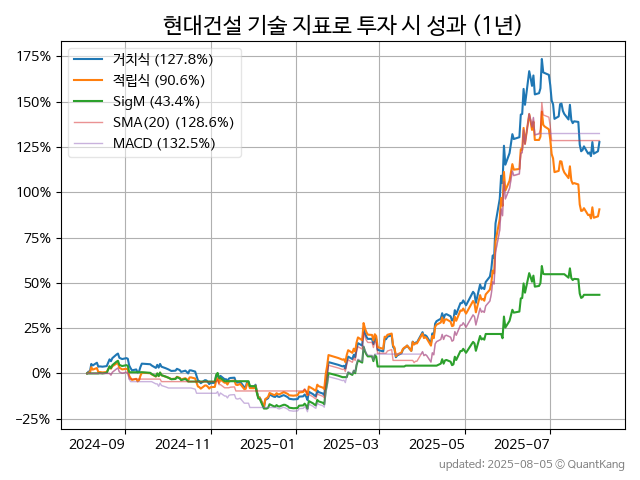 현대건설 기술 지표로 투자 시 성과 (1년)
거치식 (127.8%)
적립식 (90.6%)
SigM (43.4%)
SMA(20) (128.6%)
MACD (132.5%)
175%
150%
125%
100%
75%
50%
25%
0%
−25%
2024-09 2024-11 2025-01 2025-03 2025-05 2025-07
updated: 2025-08-05 © QuantKang